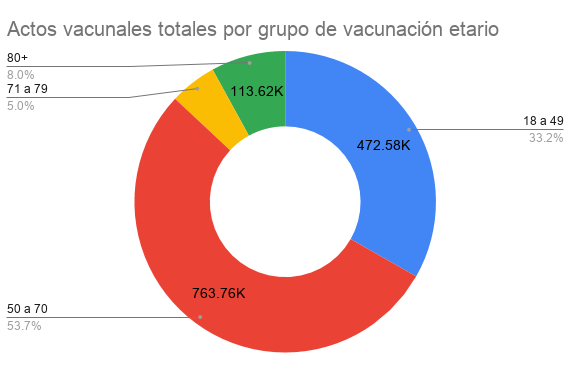 Actos vacunales totales por grupo de vacunación etario
80+
8.0%
71 a 79
5.0%
113.62K
18 a 49
33.2%
472.58K
763.76K
50 a 70
53.7%